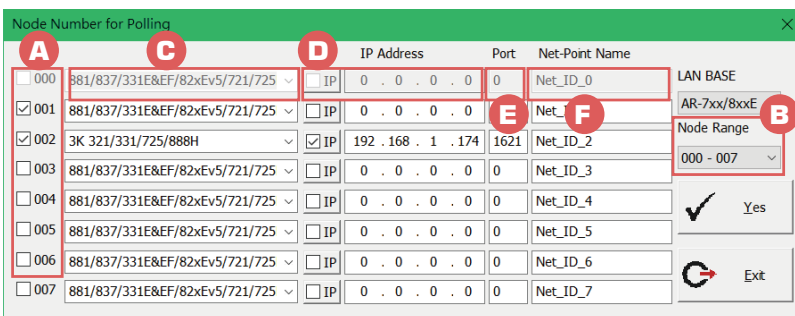 Node Number for Polling
A C D IP Address Port Net-Point Name
000 881/837/331E&EF/82xEv5/721/725 IP 0 . 0 . 0 . 0 0 Net_ID_0 LAN BASE
001 881/837/331E&EF/82xEv5/721/725 IP 0 . 0 . 0 . 0 E Net_ F AR-7xx/8xxE B
Node Range
002 3K 321/331/725/888H IP 192 . 168 . 1 . 174 1621 Net_ID_2
000 - 007
003 881/837/331E&EF/82xEv5/721/725 IP 0 . 0 . 0 . 0 0 Net_ID_3
004 881/837/331E&EF/82xEv5/721/725 IP 0 . 0 . 0 . 0 0 Net_ID_4
Yes
005 881/837/331E&EF/82xEv5/721/725 IP 0 . 0 . 0 . 0 0 Net_ID_5
006 881/837/331E&EF/82xEv5/721/725 IP 0 . 0 . 0 . 0 0 Net_ID_6
Exit
007 881/837/331E&EF/82xEv5/721/725 IP 0 . 0 . 0 . 0 0 Net_ID_7